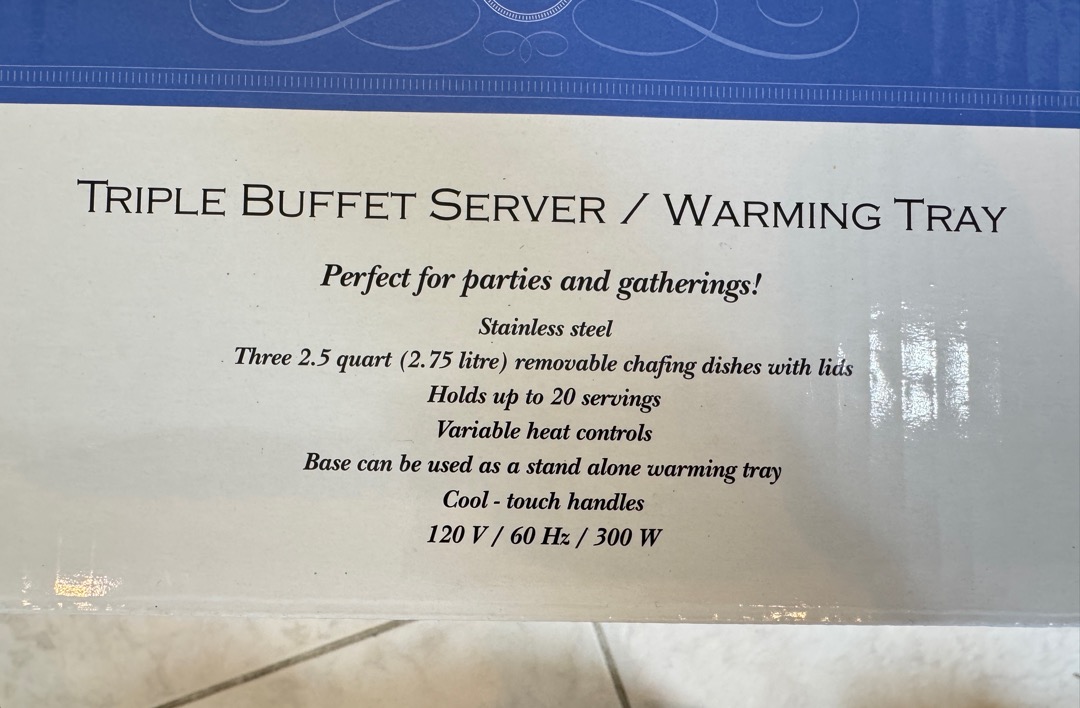 TRIPLE BUFFET SERVER / WARMING TRAY
Perfect for parties and gatherings!
Stainless steel
Three 2.5 quart (2.75 litre) removable chafing dishes with lids
Holds up to 20 servings
Variable heat controls
Base can be used as a stand alone warming tray
Cool - touch handles
120 V / 60 Hz / 300 W